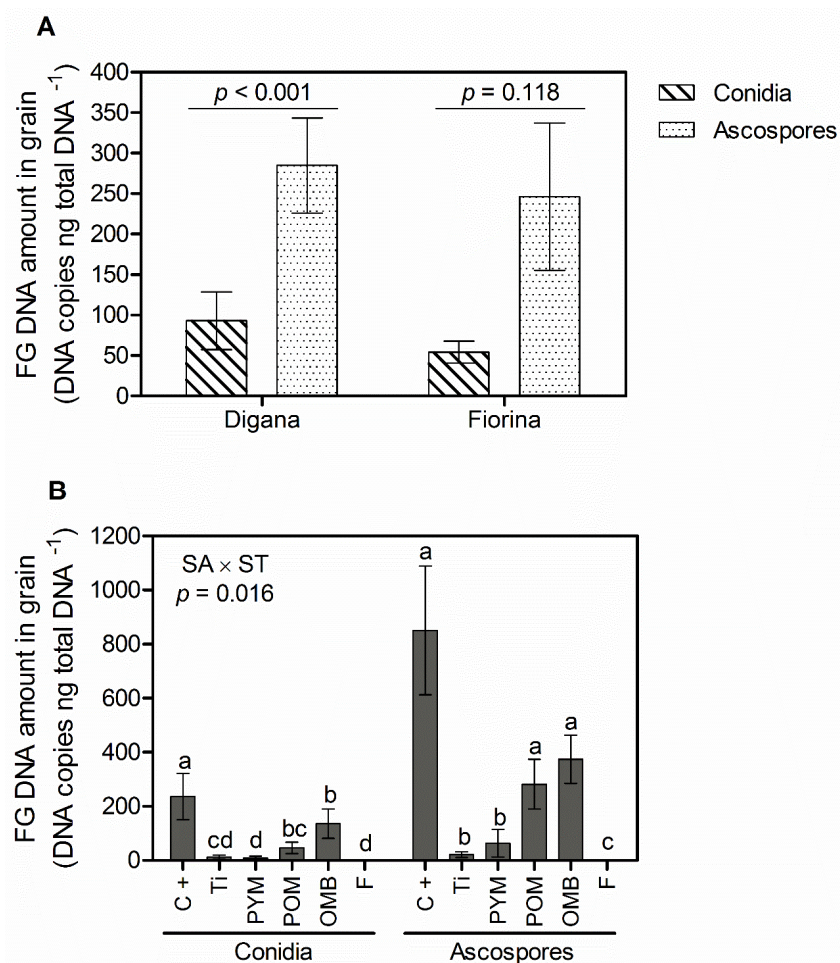 A
FG DNA amount in grain
(DNA copies ng total DNA ⁻¹)
400
350
300
250
200
150
100
50
0
p < 0.001
p = 0.118
Digana
Fiorina
Conidia
Ascospores
B
FG DNA amount in grain
(DNA copies ng total DNA ⁻¹)
1200
1000
800
600
400
200
0
SA × ST
p = 0.016
a
cd
d
bc
b
d
a
b
b
a
a
c
C +
Ti
PYM
POM
OMB
F
C +
Ti
PYM
POM
OMB
F
Conidia
Ascospores